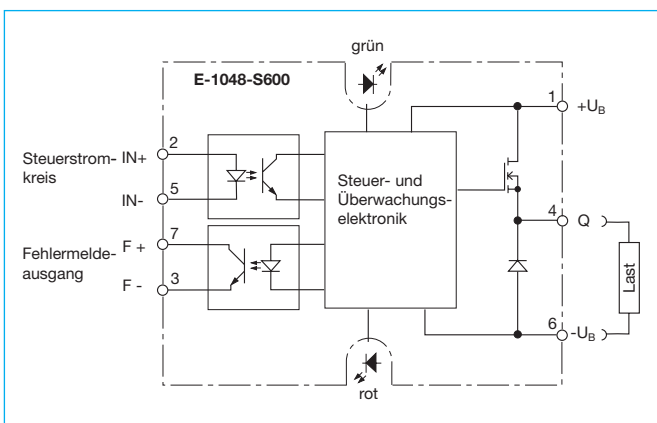 grün
E-1048-S600
1 +UB
2
Steuerstrom- IN+
kreis
5
IN-
Steuer- und
Überwachungs-
elektronik
4 Q
7
Fehlermelde- F +
ausgang
3
F -
Last
6 -UB
rot